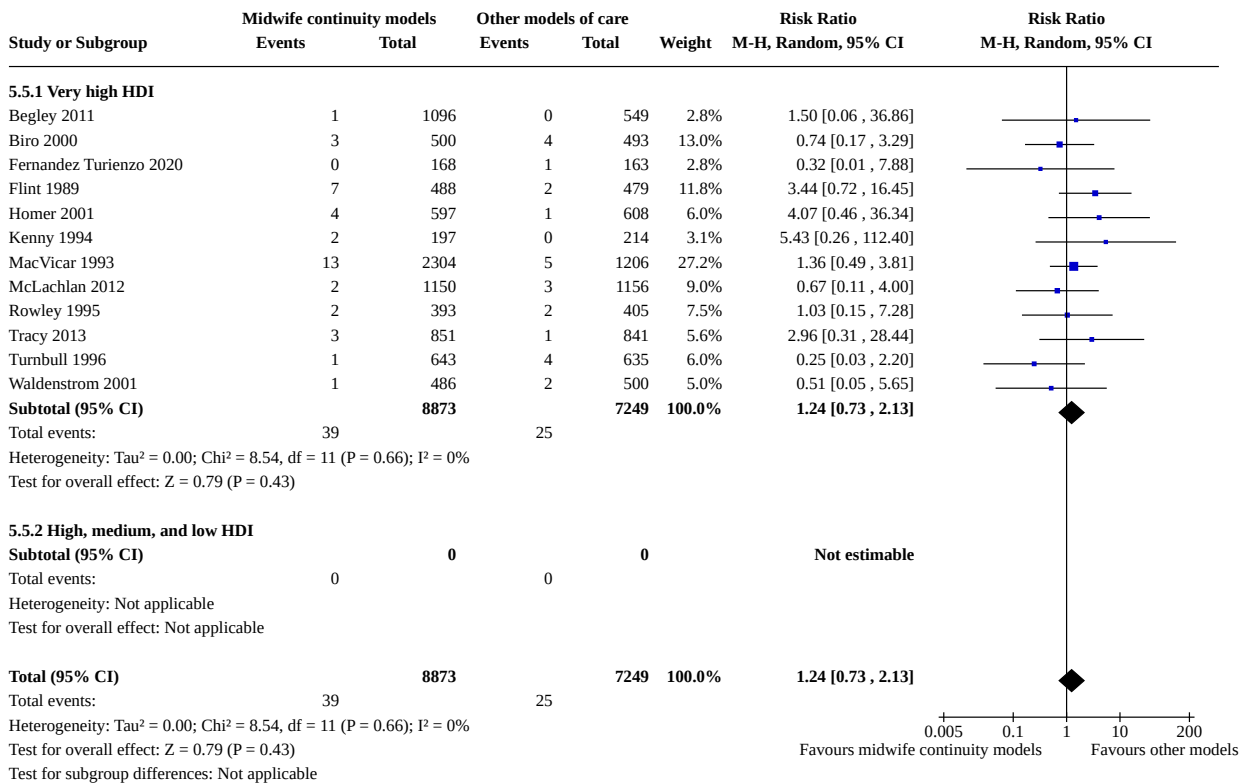 Midwife continuity models Other models of care Risk Ratio Risk Ratio
Study or Subgroup Events Total Events Total Weight M-H, Random, 95% CI M-H, Random, 95% CI
5.5.1 Very high HDI
Begley 2011 1 1096 0 549 2.8% 1.50 [0.06 , 36.86]
Biro 2000 3 500 4 493 13.0% 0.74 [0.17 , 3.29]
Fernandez Turienzo 2020 0 168 1 163 2.8% 0.32 [0.01 , 7.88]
Flint 1989 7 488 2 479 11.8% 3.44 [0.72 , 16.45]
Homer 2001 4 597 1 608 6.0% 4.07 [0.46 , 36.34]
Kenny 1994 2 197 0 214 3.1% 5.43 [0.26 , 112.40]
MacVicar 1993 13 2304 5 1206 27.2% 1.36 [0.49 , 3.81]
McLachlan 2012 2 1150 3 1156 9.0% 0.67 [0.11 , 4.00]
Rowley 1995 2 393 2 405 7.5% 1.03 [0.15 , 7.28]
Tracy 2013 3 851 1 841 5.6% 2.96 [0.31 , 28.44]
Turnbull 1996 1 643 4 635 6.0% 0.25 [0.03 , 2.20]
Waldenstrom 2001 1 486 2 500 5.0% 0.51 [0.05 , 5.65]
Subtotal (95% CI) 8873 7249 100.0% 1.24 [0.73 , 2.13]
Total events: 39 25
Heterogeneity: Tau² = 0.00; Chi² = 8.54, df = 11 (P = 0.66); I² = 0%
Test for overall effect: Z = 0.79 (P = 0.43)
5.5.2 High, medium, and low HDI
Subtotal (95% CI) 0 0 Not estimable
Total events: 0 0
Heterogeneity: Not applicable
Test for overall effect: Not applicable
Total (95% CI) 8873 7249 100.0% 1.24 [0.73 , 2.13]
Total events: 39 25
Heterogeneity: Tau² = 0.00; Chi² = 8.54, df = 11 (P = 0.66); I² = 0%
0.005 0.1 1 10 200
Test for overall effect: Z = 0.79 (P = 0.43) Favours midwife continuity models Favours other models
Test for subgroup differences: Not applicable